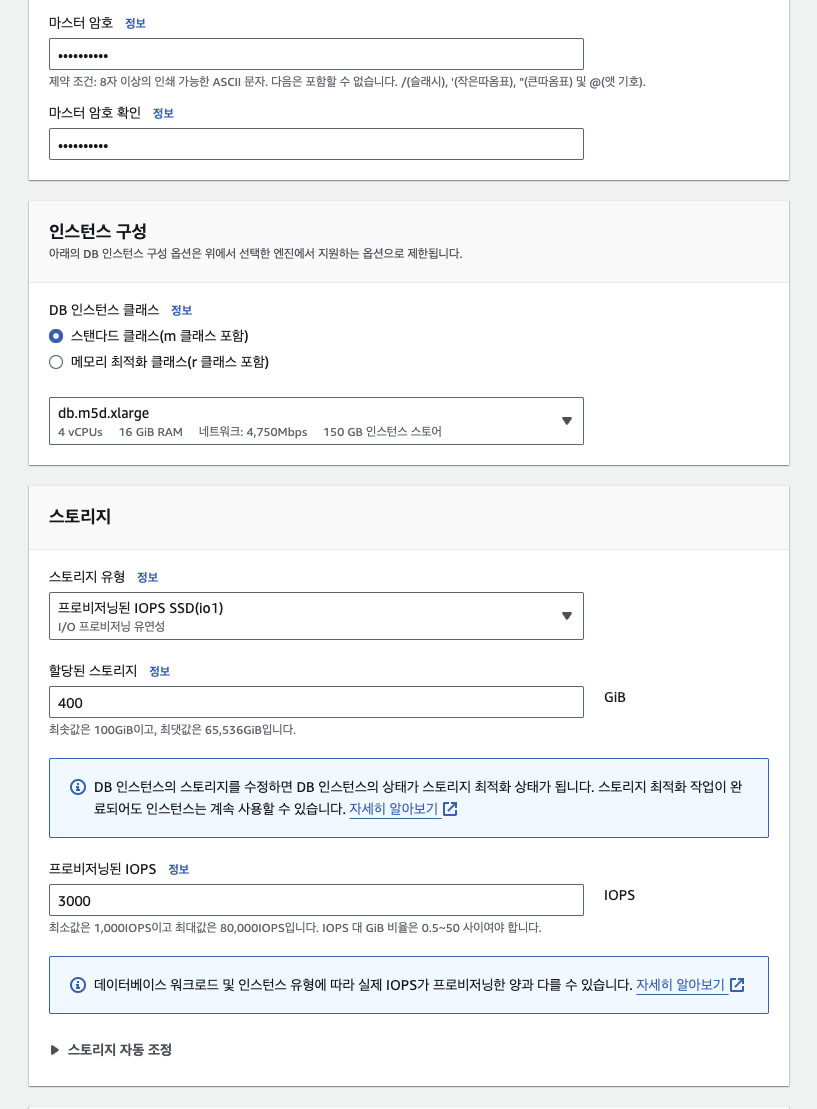 마스터 암호 정보
••••••••••
제약 조건: 8자 이상의 인쇄 가능한 ASCII 문자. 다음은 포함할 수 없습니다. /(슬래시), '(작은따옴표), "(큰따옴표) 및 @(앳 기호).
마스터 암호 확인 정보
••••••••••
인스턴스 구성
아래의 DB 인스턴스 구성 옵션은 위에서 선택한 엔진에서 지원하는 옵션으로 제한됩니다.
DB 인스턴스 클래스 정보
스탠다드 클래스(m 클래스 포함)
메모리 최적화 클래스(r 클래스 포함)
db.m5d.xlarge
4 vCPUs 16 GiB RAM 네트워크: 4,750Mbps 150 GB 인스턴스 스토어
스토리지
스토리지 유형 정보
프로비저닝된 IOPS SSD(io1)
I/O 프로비저닝 유연성
할당된 스토리지 정보
400 GiB
최솟값은 100GiB이고, 최댓값은 65,536GiB입니다.
DB 인스턴스의 스토리지를 수정하면 DB 인스턴스의 상태가 스토리지 최적화 상태가 됩니다. 스토리지 최적화 작업이 완
료되어도 인스턴스는 계속 사용할 수 있습니다. 자세히 알아보기
프로비저닝된 IOPS 정보
3000 IOPS
최소값은 1,000IOPS이고 최대값은 80,000IOPS입니다. IOPS 대 GiB 비율은 0.5~50 사이여야 합니다.
데이터베이스 워크로드 및 인스턴스 유형에 따라 실제 IOPS가 프로비저닝한 양과 다를 수 있습니다. 자세히 알아보기
스토리지 자동 조정